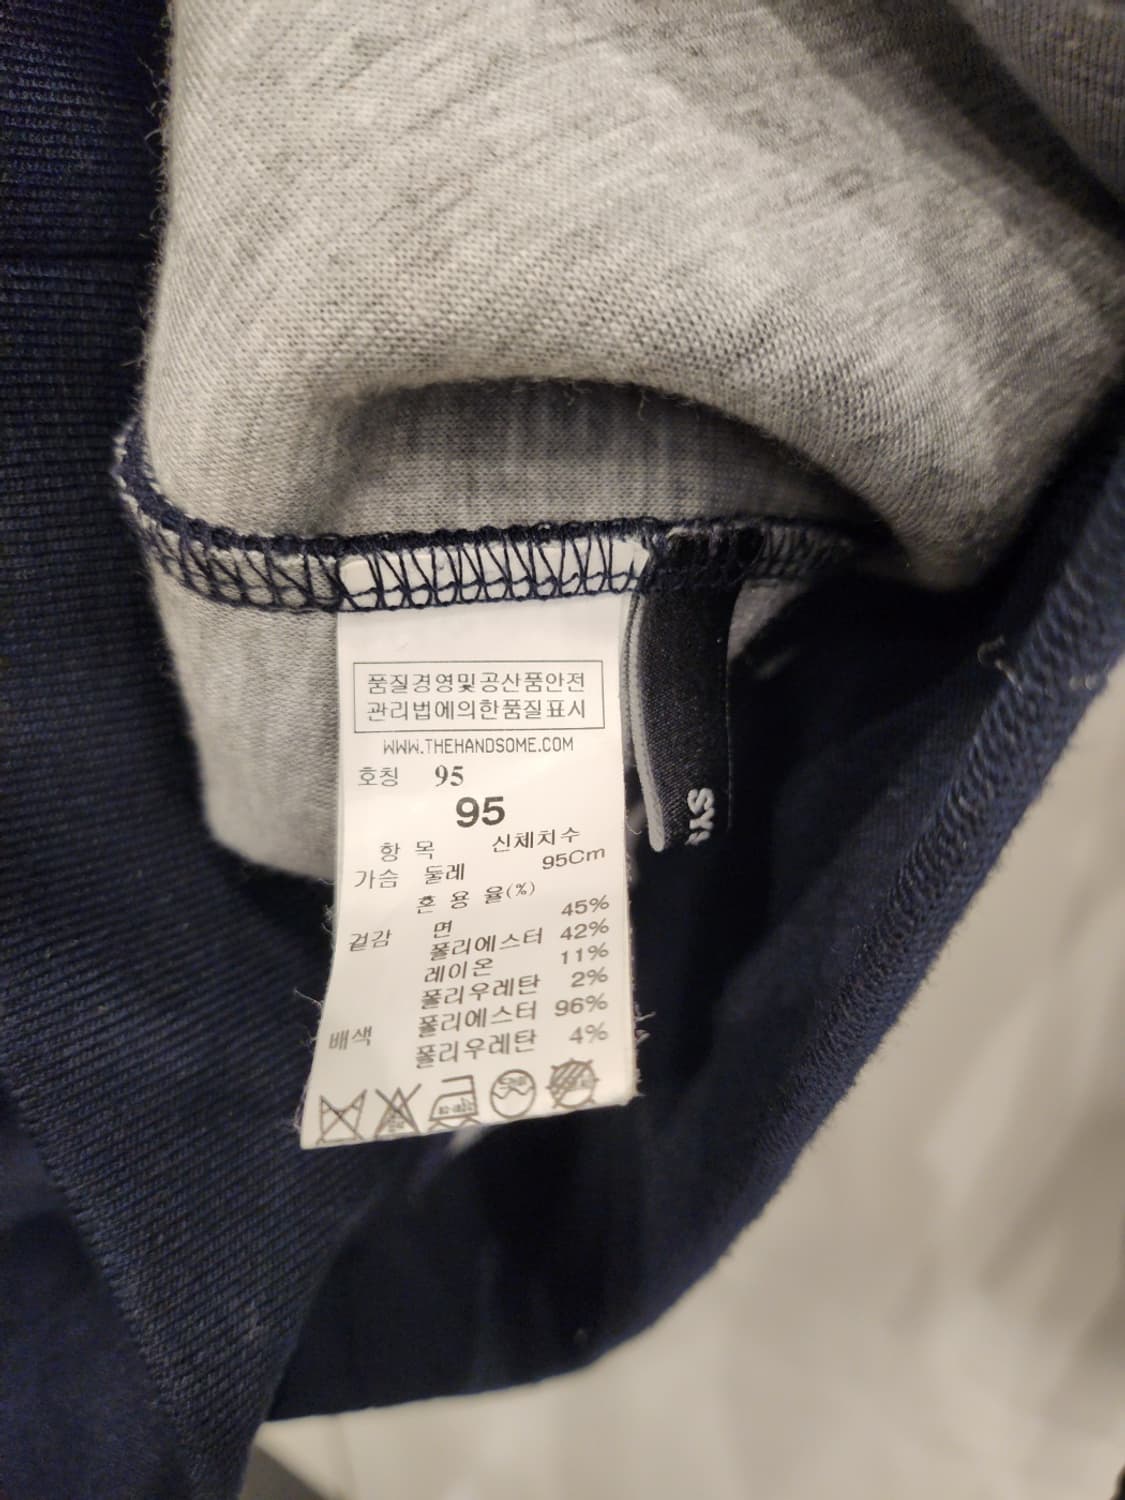 품질경영및공산품안전
관리법에의한품질표시
WWW.THEHANDSOME.COM
호칭 95
95
항 목 신체치수
가슴 둘레 95Cm
혼 용 율(%)
겉감 면 45%
폴리에스터 42%
레이온 11%
폴리우레탄 2%
배색 폴리에스터 96%
폴리우레탄 4%
SYS